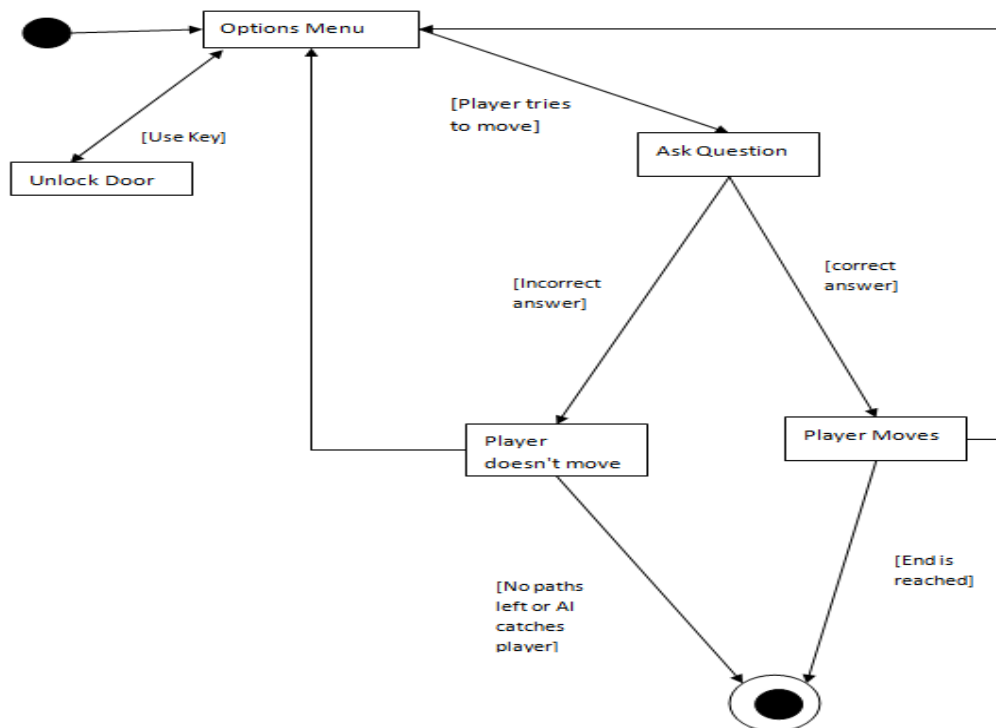 Options Menu
[Player tries
to move]
[Use Key]
Ask Question
Unlock Door
[Incorrect
answer]
[correct
answer]
Player
doesn't move
Player Moves
[No paths
left or AI
catches
player]
[End is
reached]